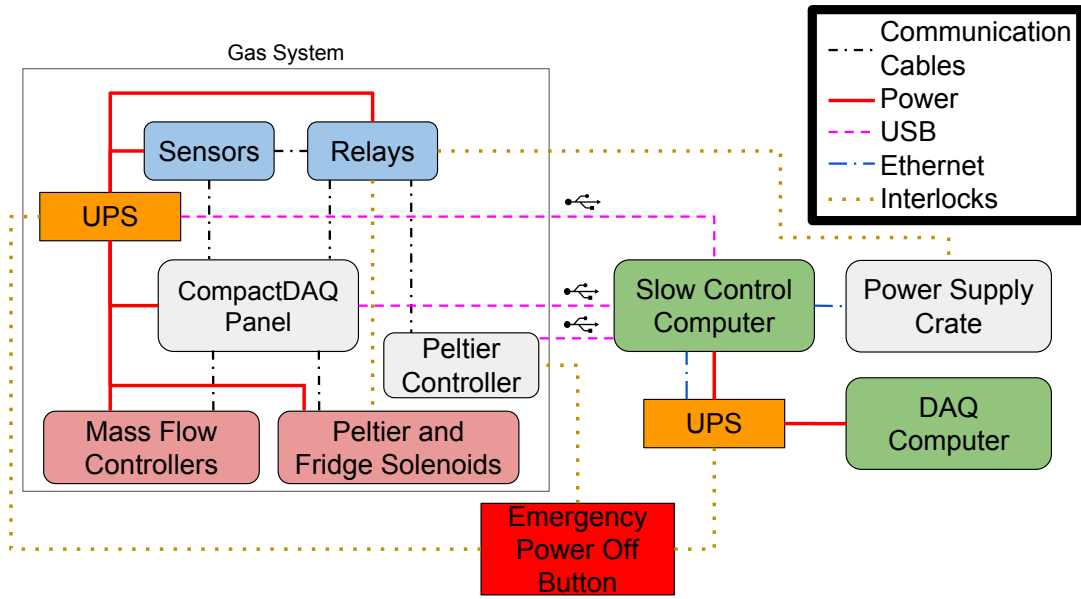 Gas System
Communication
Cables
Power
USB
Ethernet
Interlocks
Sensors
Relays
UPS
CompactDAQ
Panel
Slow Control
Computer
Power Supply
Crate
Peltier
Controller
Mass Flow
Controllers
Peltier and
Fridge Solenoids
UPS
DAQ
Computer
Emergency
Power Off
Button